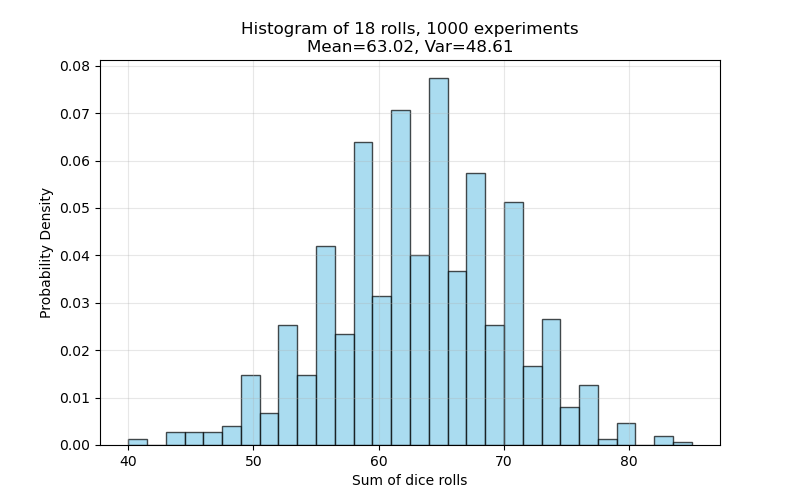 Histogram of 18 rolls, 1000 experiments
Mean=63.02, Var=48.61
0.08
0.07
0.06
0.05
0.04
0.03
0.02
0.01
0.00
Probability Density
40 50 60 70 80
Sum of dice rolls